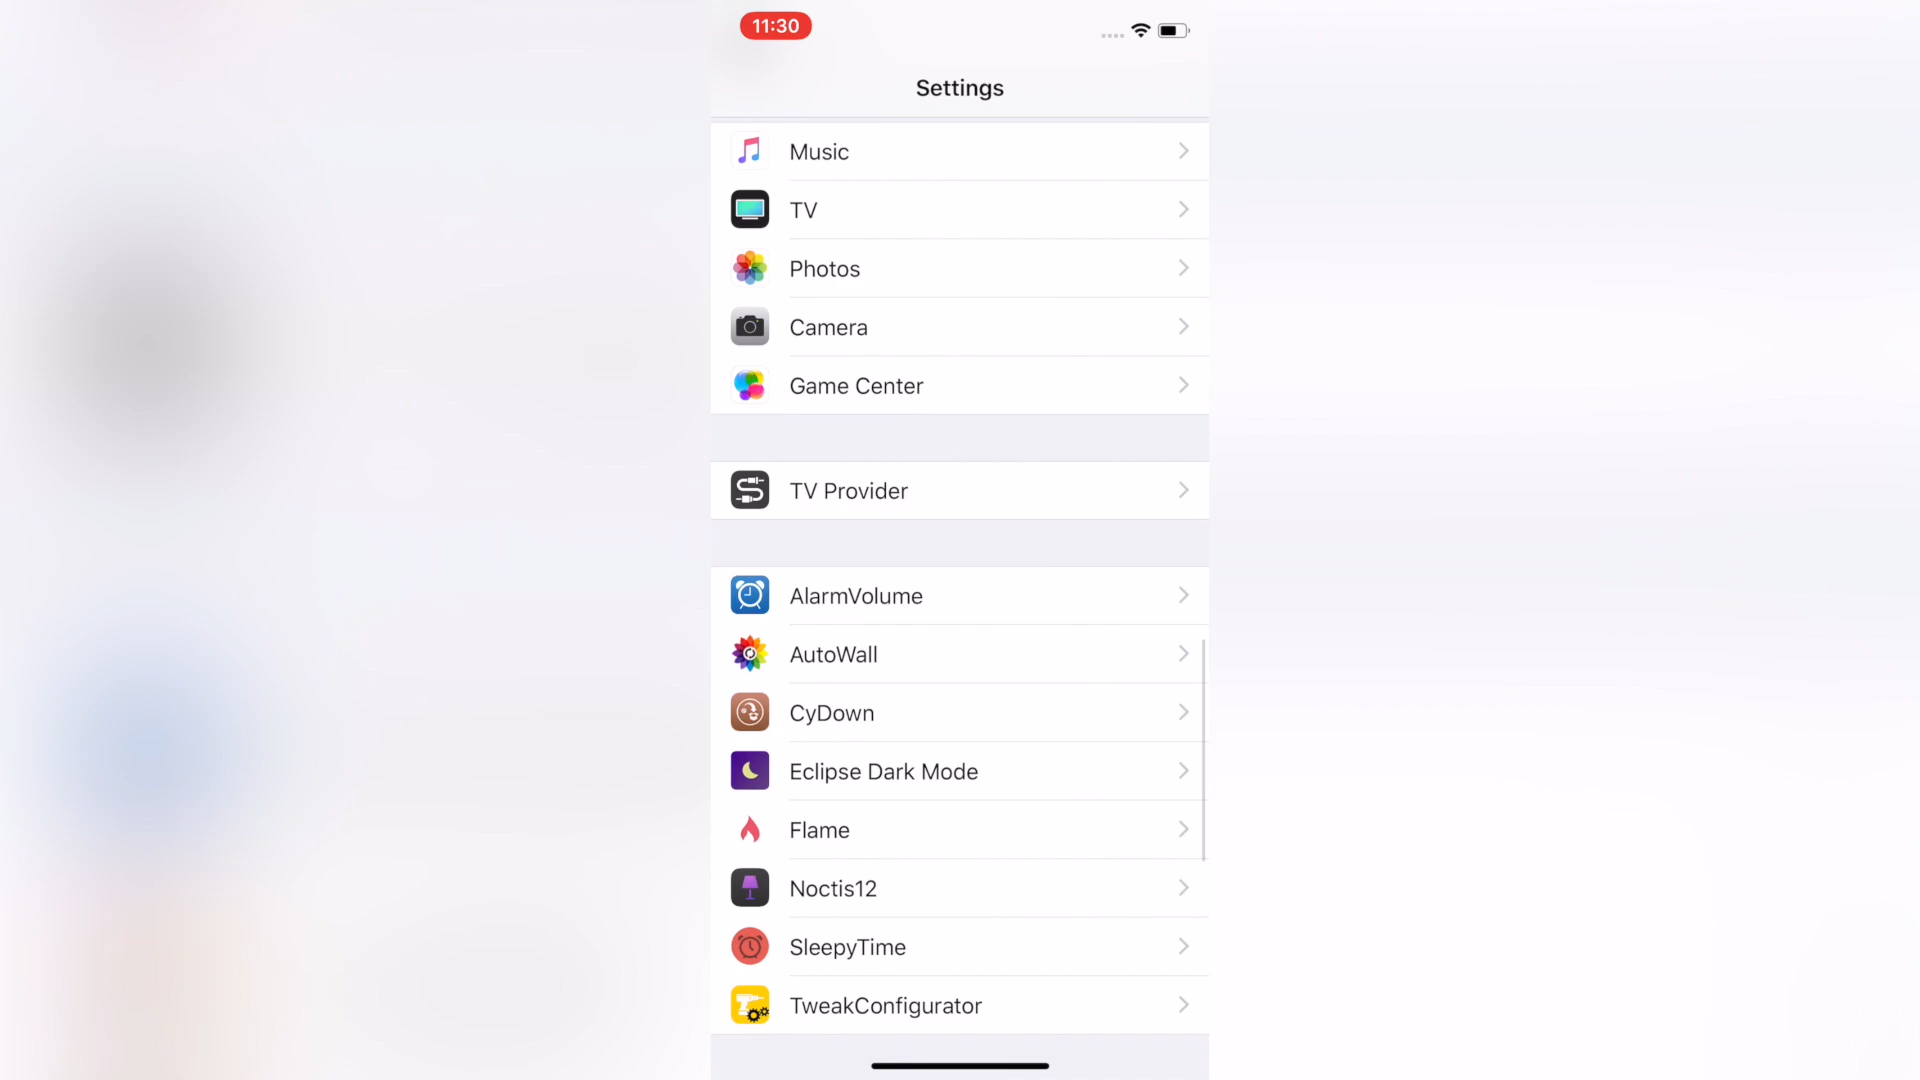 11:30
Settings
Music
TV
Photos
Camera
Game Center
TV Provider
AlarmVolume
AutoWall
CyDown
Eclipse Dark Mode
Flame
Noctis12
SleepyTime
TweakConfigurator